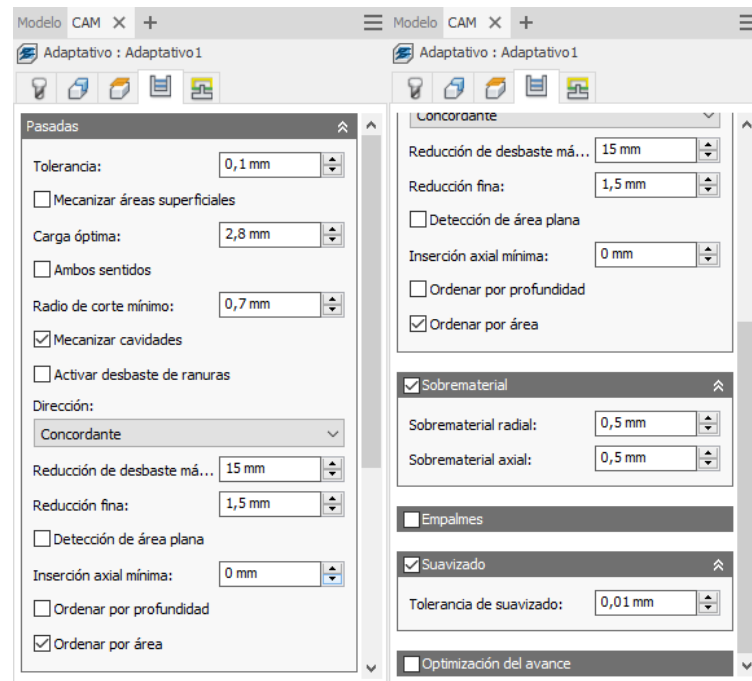 Modelo CAM
Adaptativo : Adaptativo1
Pasadas
Tolerancia: 0,1 mm
Mecanizar áreas superficiales
Carga óptima: 2,8 mm
Ambos sentidos
Radio de corte mínimo: 0,7 mm
Mecanizar cavidades
Activar desbaste de ranuras
Dirección:
Concordante
Reducción de desbaste má... 15 mm
Reducción fina: 1,5 mm
Detección de área plana
Inserción axial mínima: 0 mm
Ordenar por profundidad
Ordenar por área
Modelo CAM
Adaptativo : Adaptativo1
Concordante
Reducción de desbaste má... 15 mm
Reducción fina: 1,5 mm
Detección de área plana
Inserción axial mínima: 0 mm
Ordenar por profundidad
Ordenar por área
Sobrematerial
Sobrematerial radial: 0,5 mm
Sobrematerial axial: 0,5 mm
Empalmes
Suavizado
Tolerancia de suavizado: 0,01 mm
Optimización del avance